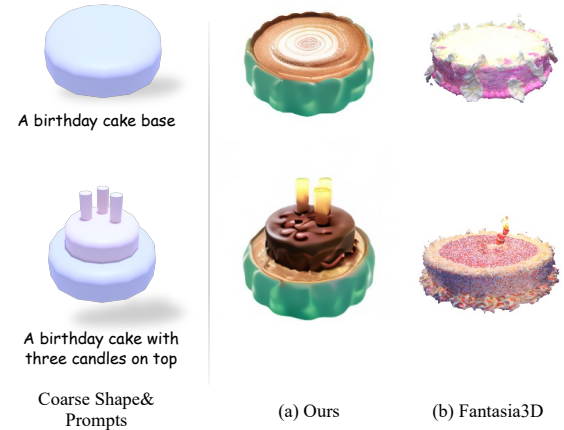 A birthday cake base
A birthday cake with
three candles on top
Coarse Shape&
Prompts
(a) Ours
(b) Fantasia3D